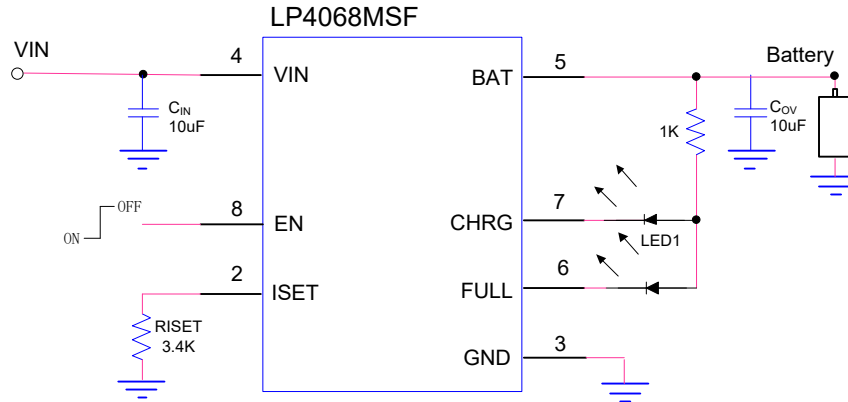 LP4068MSF
VIN
4
VIN
CIN
10uF
OFF
ON
8
EN
2
ISET
RISET
3.4K
5
BAT
Battery
1K
COV
10uF
7
CHRG
LED1
6
FULL
3
GND